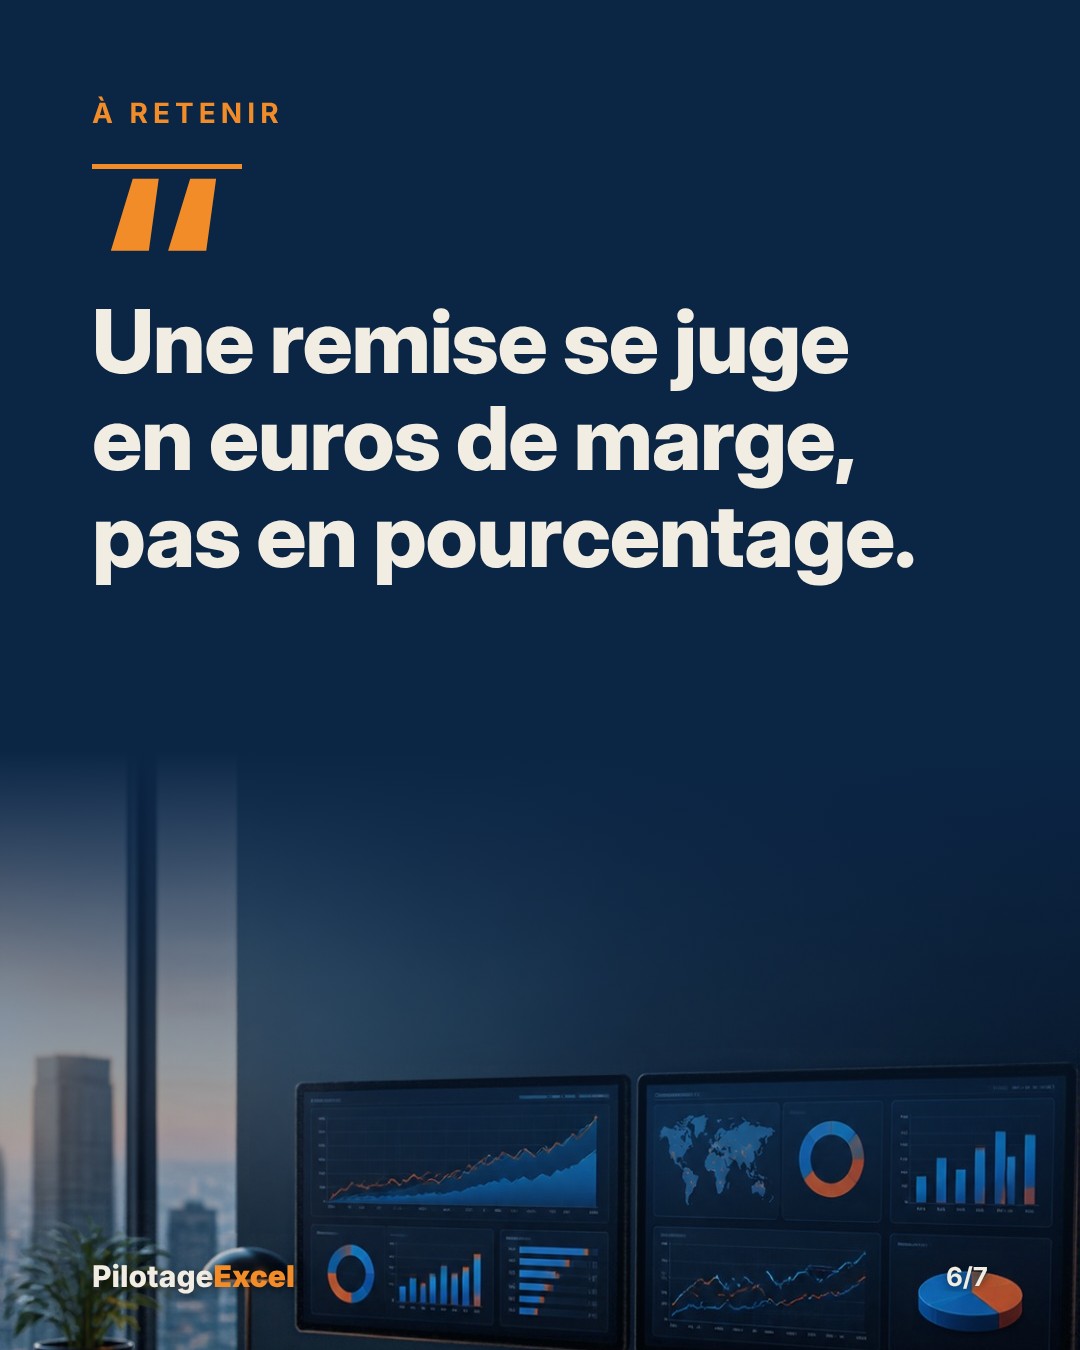 À RETENIR
"
Une remise se juge
en euros de marge,
pas en pourcentage.
PilotageExcel
6/7